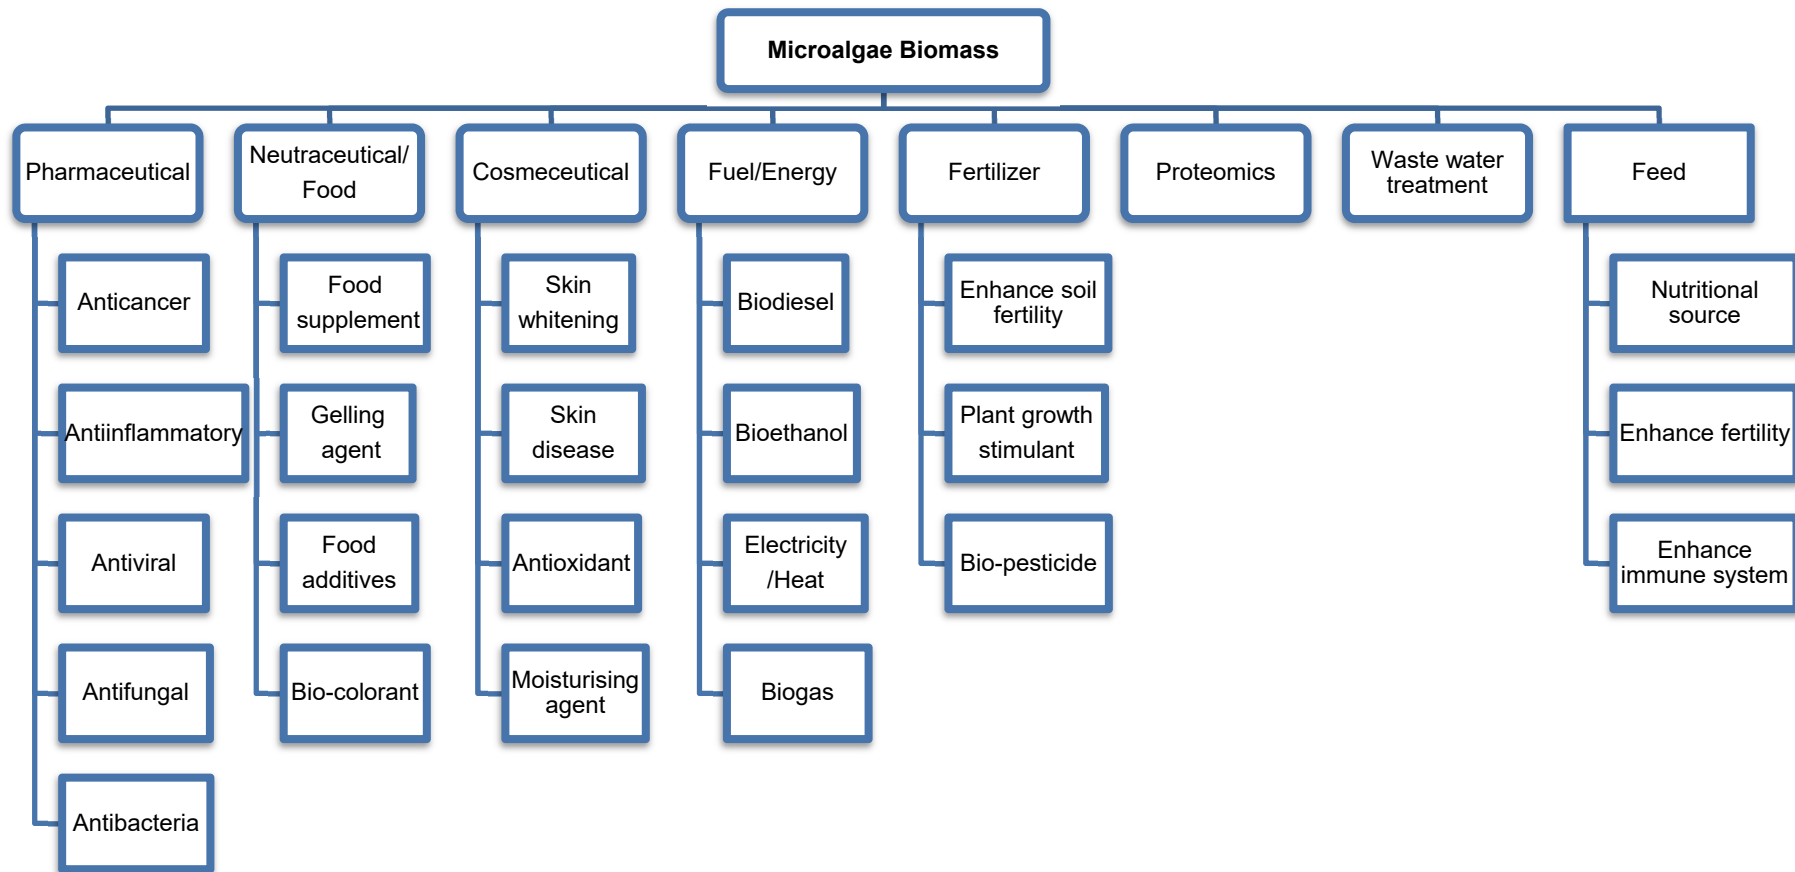 Microalgae Biomass
Pharmaceutical
Neutraceutical/
Food
Cosmeceutical
Fuel/Energy
Fertilizer
Proteomics
Waste water
treatment
Feed
Anticancer
Antiinflammatory
Antiviral
Antifungal
Antibacteria
Food
supplement
Gelling
agent
Food
additives
Bio-colorant
Skin
whitening
Skin
disease
Antioxidant
Moisturising
agent
Biodiesel
Bioethanol
Electricity
/Heat
Biogas
Enhance soil
fertility
Plant growth
stimulant
Bio-pesticide
Nutritional
source
Enhance fertility
Enhance
immune system